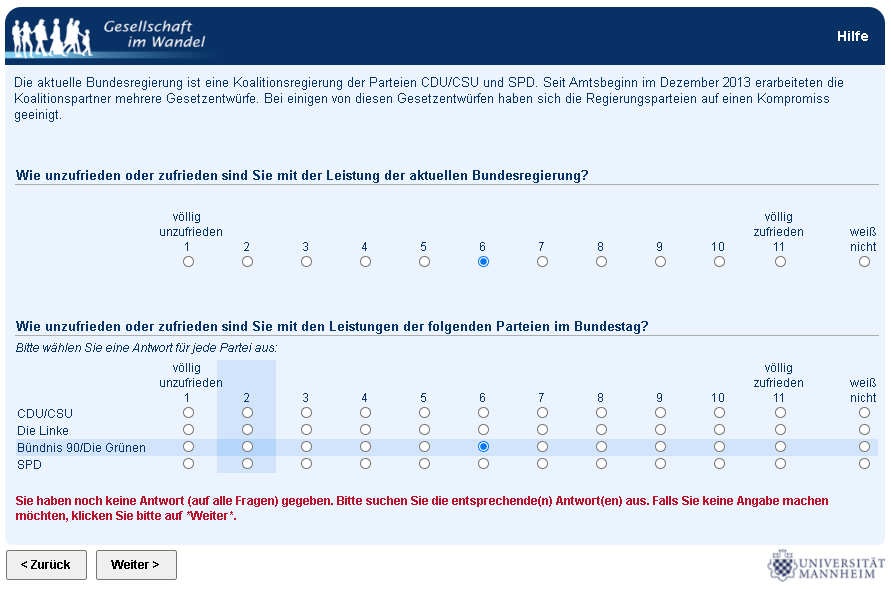 Gesellschaft
im Wandel
Hilfe
Die aktuelle Bundesregierung ist eine Koalitionsregierung der Parteien CDU/CSU und SPD. Seit Amtsbeginn im Dezember 2013 erarbeiteten die
Koalitionspartner mehrere Gesetzentwürfe. Bei einigen von diesen Gesetzentwürfen haben sich die Regierungsparteien auf einen Kompromiss
geeinigt.
Wie unzufrieden oder zufrieden sind Sie mit der Leistung der aktuellen Bundesregierung?
völlig völlig
unzufrieden zufrieden weiß
1 2 3 4 5 6 7 8 9 10 11 nicht
Wie unzufrieden oder zufrieden sind Sie mit den Leistungen der folgenden Parteien im Bundestag?
Bitte wählen Sie eine Antwort für jede Partei aus:
völlig völlig
unzufrieden zufrieden weiß
1 2 3 4 5 6 7 8 9 10 11 nicht
CDU/CSU
Die Linke
Bündnis 90/Die Grünen
SPD
Sie haben noch keine Antwort (auf alle Fragen) gegeben. Bitte suchen Sie die entsprechende(n) Antwort(en) aus. Falls Sie keine Angabe machen
möchten, klicken Sie bitte auf "Weiter".
< Zurück Weiter >
UNIVERSITÄT
MANNHEIM